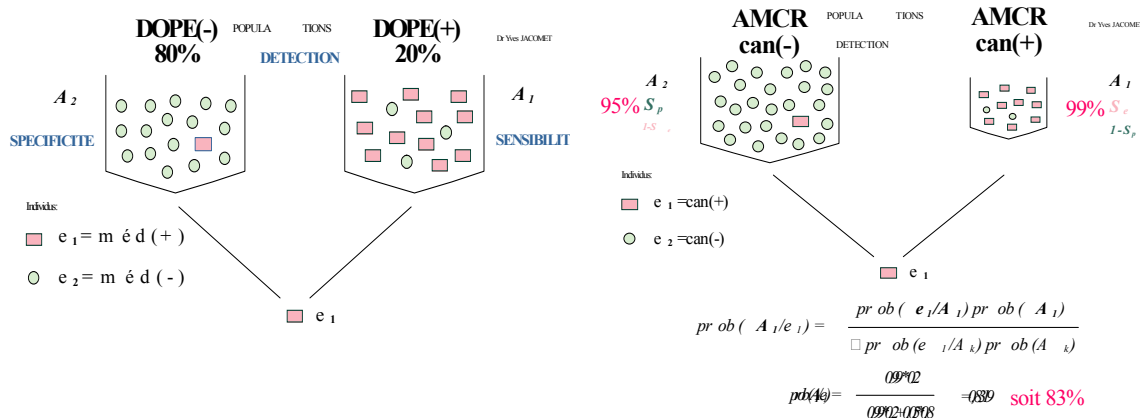 DOPE(-) POPULA TIONS DOPE(+)
80% DETECTION 20%
Dr Yves JACOMET
A 2 A 1
SPECIFICITE SENSIBILIT
Individus:
e 1 = m é d ( + )
e 2 = m é d ( - )
e 1
AMCR POPULA TIONS AMCR
can(-) can(+)
Dr Yves JACOME
DETECTION
A 2 A 1
95% S p 99% S e
1-S e 1-S p
Individus:
e 1 =can(+)
e 2 =can(-)
e 1
pr ob ( A 1/e 1) = pr ob ( e 1/A 1) pr ob ( A 1)
□ pr ob (e 1/A k) pr ob (A k)
soit 83%